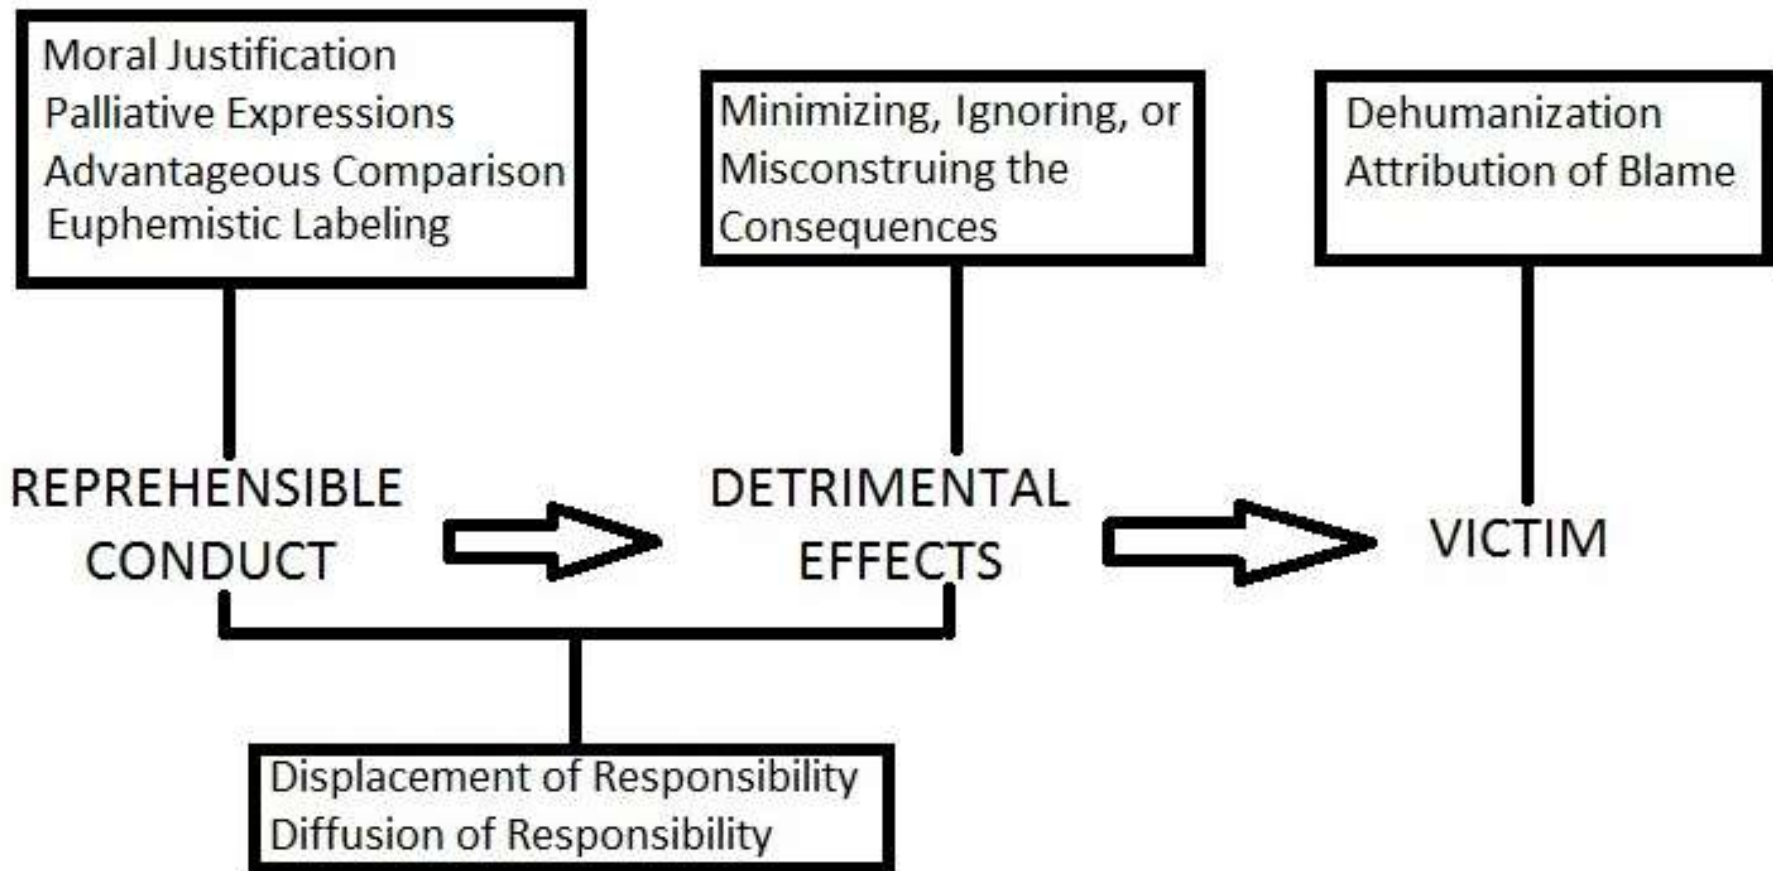 Moral Justification
Palliative Expressions
Advantageous Comparison
Euphemistic Labeling
Minimizing, Ignoring, or
Misconstruing the
Consequences
Dehumanization
Attribution of Blame
REPREHENSIBLE
CONDUCT
DETRIMENTAL
EFFECTS
VICTIM
Displacement of Responsibility
Diffusion of Responsibility